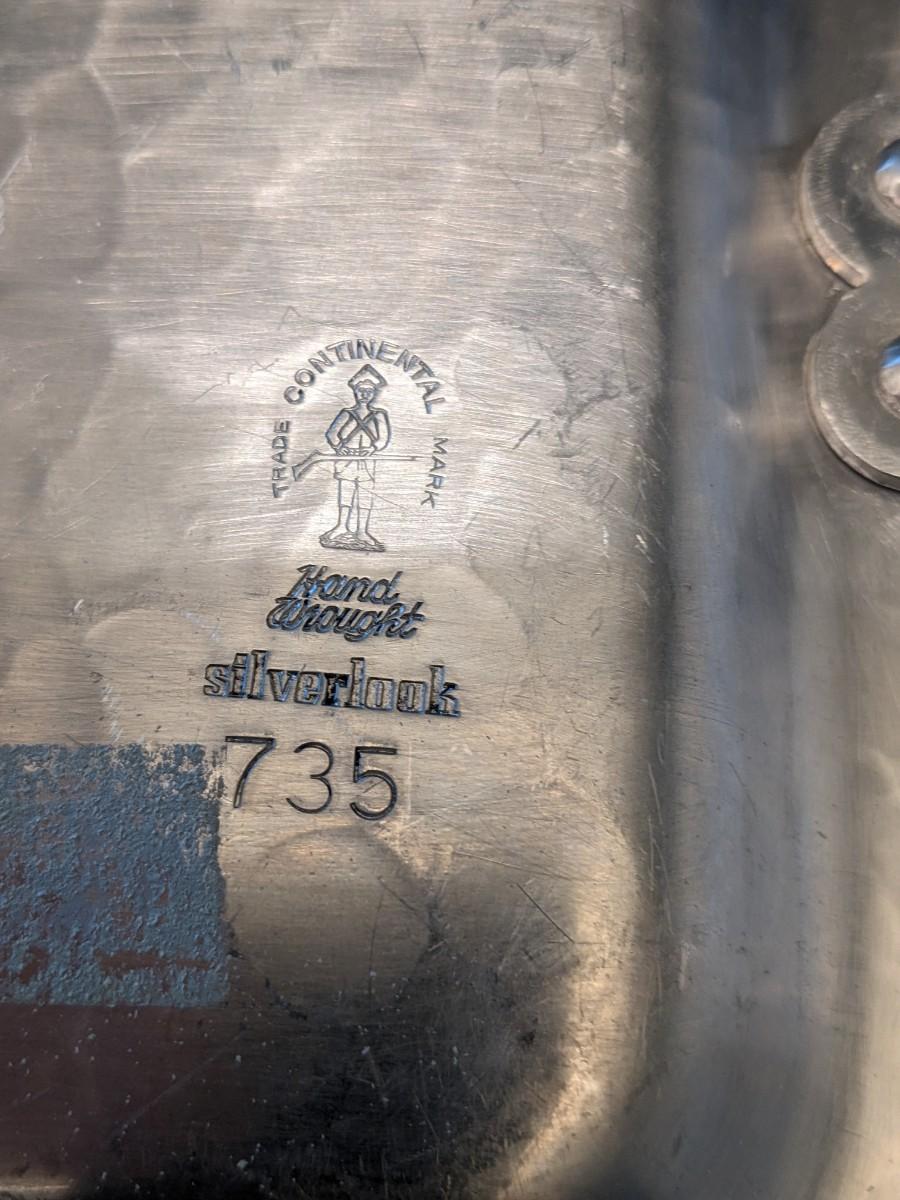 TRADE CONTINENTAL MARK
Hand
Wrought
silverlook
735